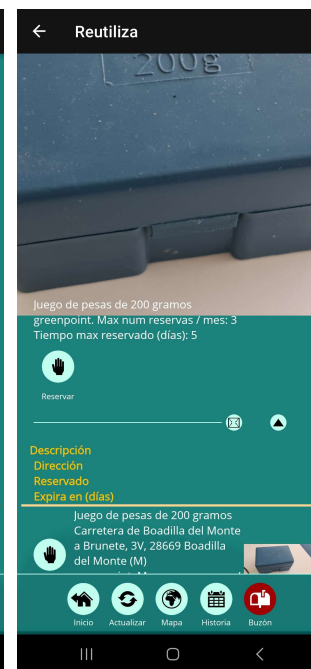 Reutiliza
200g
Juego de pesas de 200 gramos
greenpoint. Max num reservas / mes: 3
Tiempo max reservado (días): 5
Reservar
Descripción
Dirección
Reservado
Expira en (días)
Juego de pesas de 200 gramos
Carretera de Boadilla del Monte
a Brunete, 3V, 28669 Boadilla
del Monte (M)
Inicio Actualizar Mapa Historia Buzón